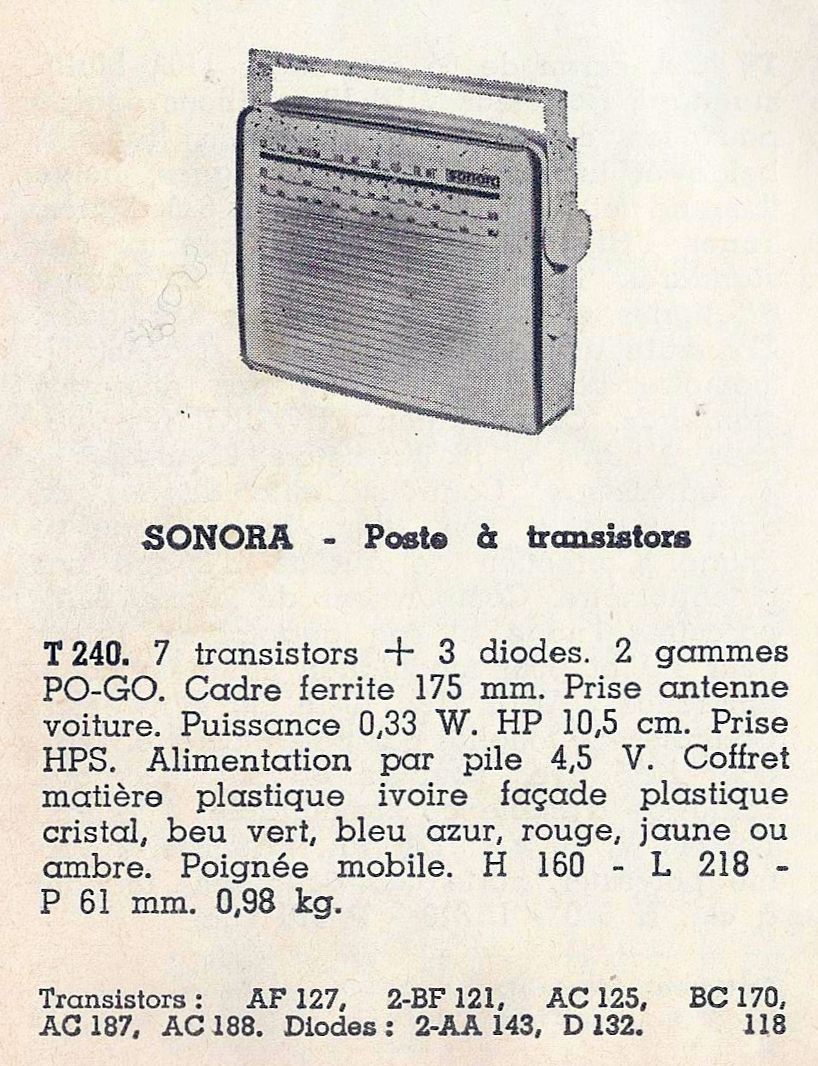 sonora
SONORA - Poste à transistors
T 240. 7 transistors + 3 diodes. 2 gammes
PO-GO. Cadre ferrite 175 mm. Prise antenne
voiture. Puissance 0,33 W. HP 10,5 cm. Prise
HPS. Alimentation par pile 4,5 V. Coffret
matière plastique ivoire façade plastique
cristal, beu vert, bleu azur, rouge, jaune ou
ambre. Poignée mobile. H 160 - L 218 -
P 61 mm. 0,98 kg.
Transistors : AF 127, 2-BF 121, AC 125, BC 170,
AC 187, AC 188. Diodes : 2-AA 143, D 132. 118